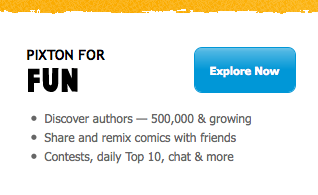 PIXTON FOR
FUN
Explore Now
• Discover authors — 500,000 & growing
• Share and remix comics with friends
• Contests, daily Top 10, chat & more